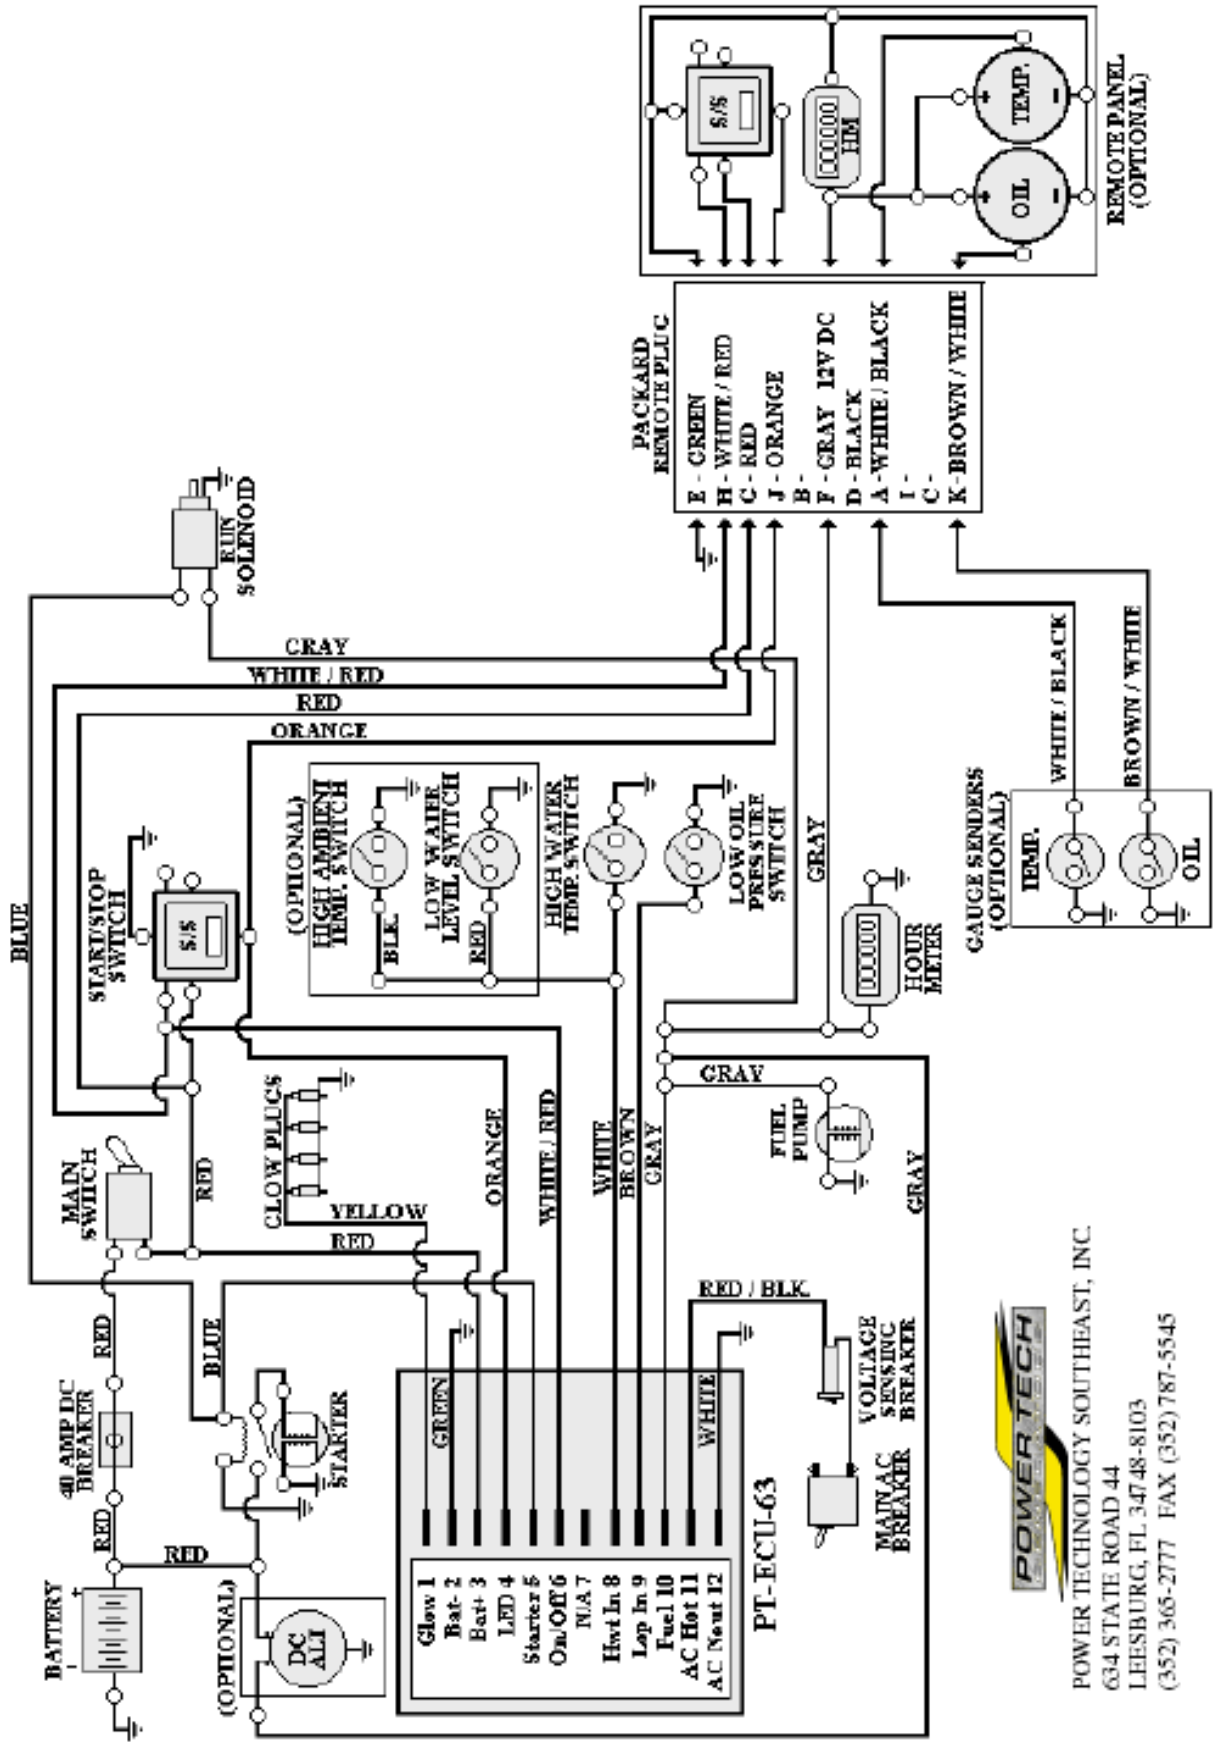 BLUE
BATTERY
RED
40 AMP DC
BREAKER
RED
MAIN
SWITCH
START/STOP
SWITCH
S/S
RUN
SOLENOID
RED
BLUE
RED
(OPTIONAL)
DC
ALT
STARTER
GLOW PLUGS
YELLOW
RED
GRAY
WHITE / RED
RED
ORANGE
(OPTIONAL)
HIGH AMBIENT
TEMP. SWITCH
BLK.
LOW WATER
LEVEL SWITCH
RED
HIGH WATER
TEMP. SWITCH
LOW OIL
PRESSURE
SWITCH
GREEN
ORANGE
WHITE / RED
WHITE
BROWN
GRAY
GRAY
GRAY
Glow 1
Bat- 2
Bat+ 3
LED 4
Starter 5
On/Off 6
N/A 7
Hwt In 8
Lop In 9
Fuel 10
AC Hot 11
AC Neut 12
PT-ECU-63
WHITE
RED / BLK.
FUEL
PUMP
VOLTAGE
SENSING
BREAKER
MAIN AC
BREAKER
GRAY
000000
HOUR
METER
PACKARD
REMOTE PLUG
E - GREEN
H - WHITE / RED
G - RED
J - ORANGE
B -
F - GRAY 12V DC
D - BLACK
A - WHITE / BLACK
I -
C -
K - BROWN / WHITE
S/S
000000
HM
OIL
+
-
TEMP.
+
-
REMOTE PANEL
(OPTIONAL)
GAUGE SENDERS
(OPTIONAL)
TEMP.
OIL
WHITE / BLACK
BROWN / WHITE
POWER TECH
POWER TECHNOLOGY SOUTHEAST, INC.
634 STATE ROAD 44
LEESBURG, FL 34748-8103
(352) 365-2777 FAX (352) 787-5545